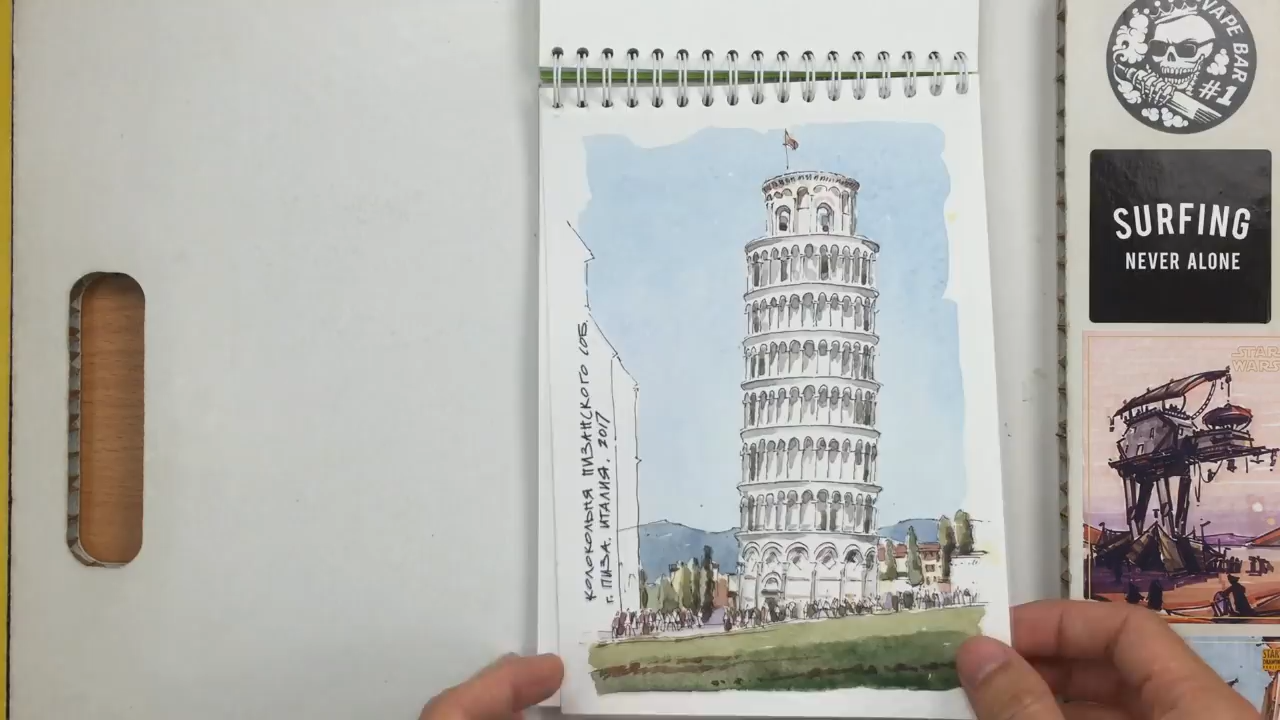 КОЛОКОЛЬНЯ ПИЗАНСКОГО СОБ.
г. ПИЗА. ИТАЛИЯ. 2017
VAPE BAR
#1
SURFING
NEVER ALONE
STAR
WARS